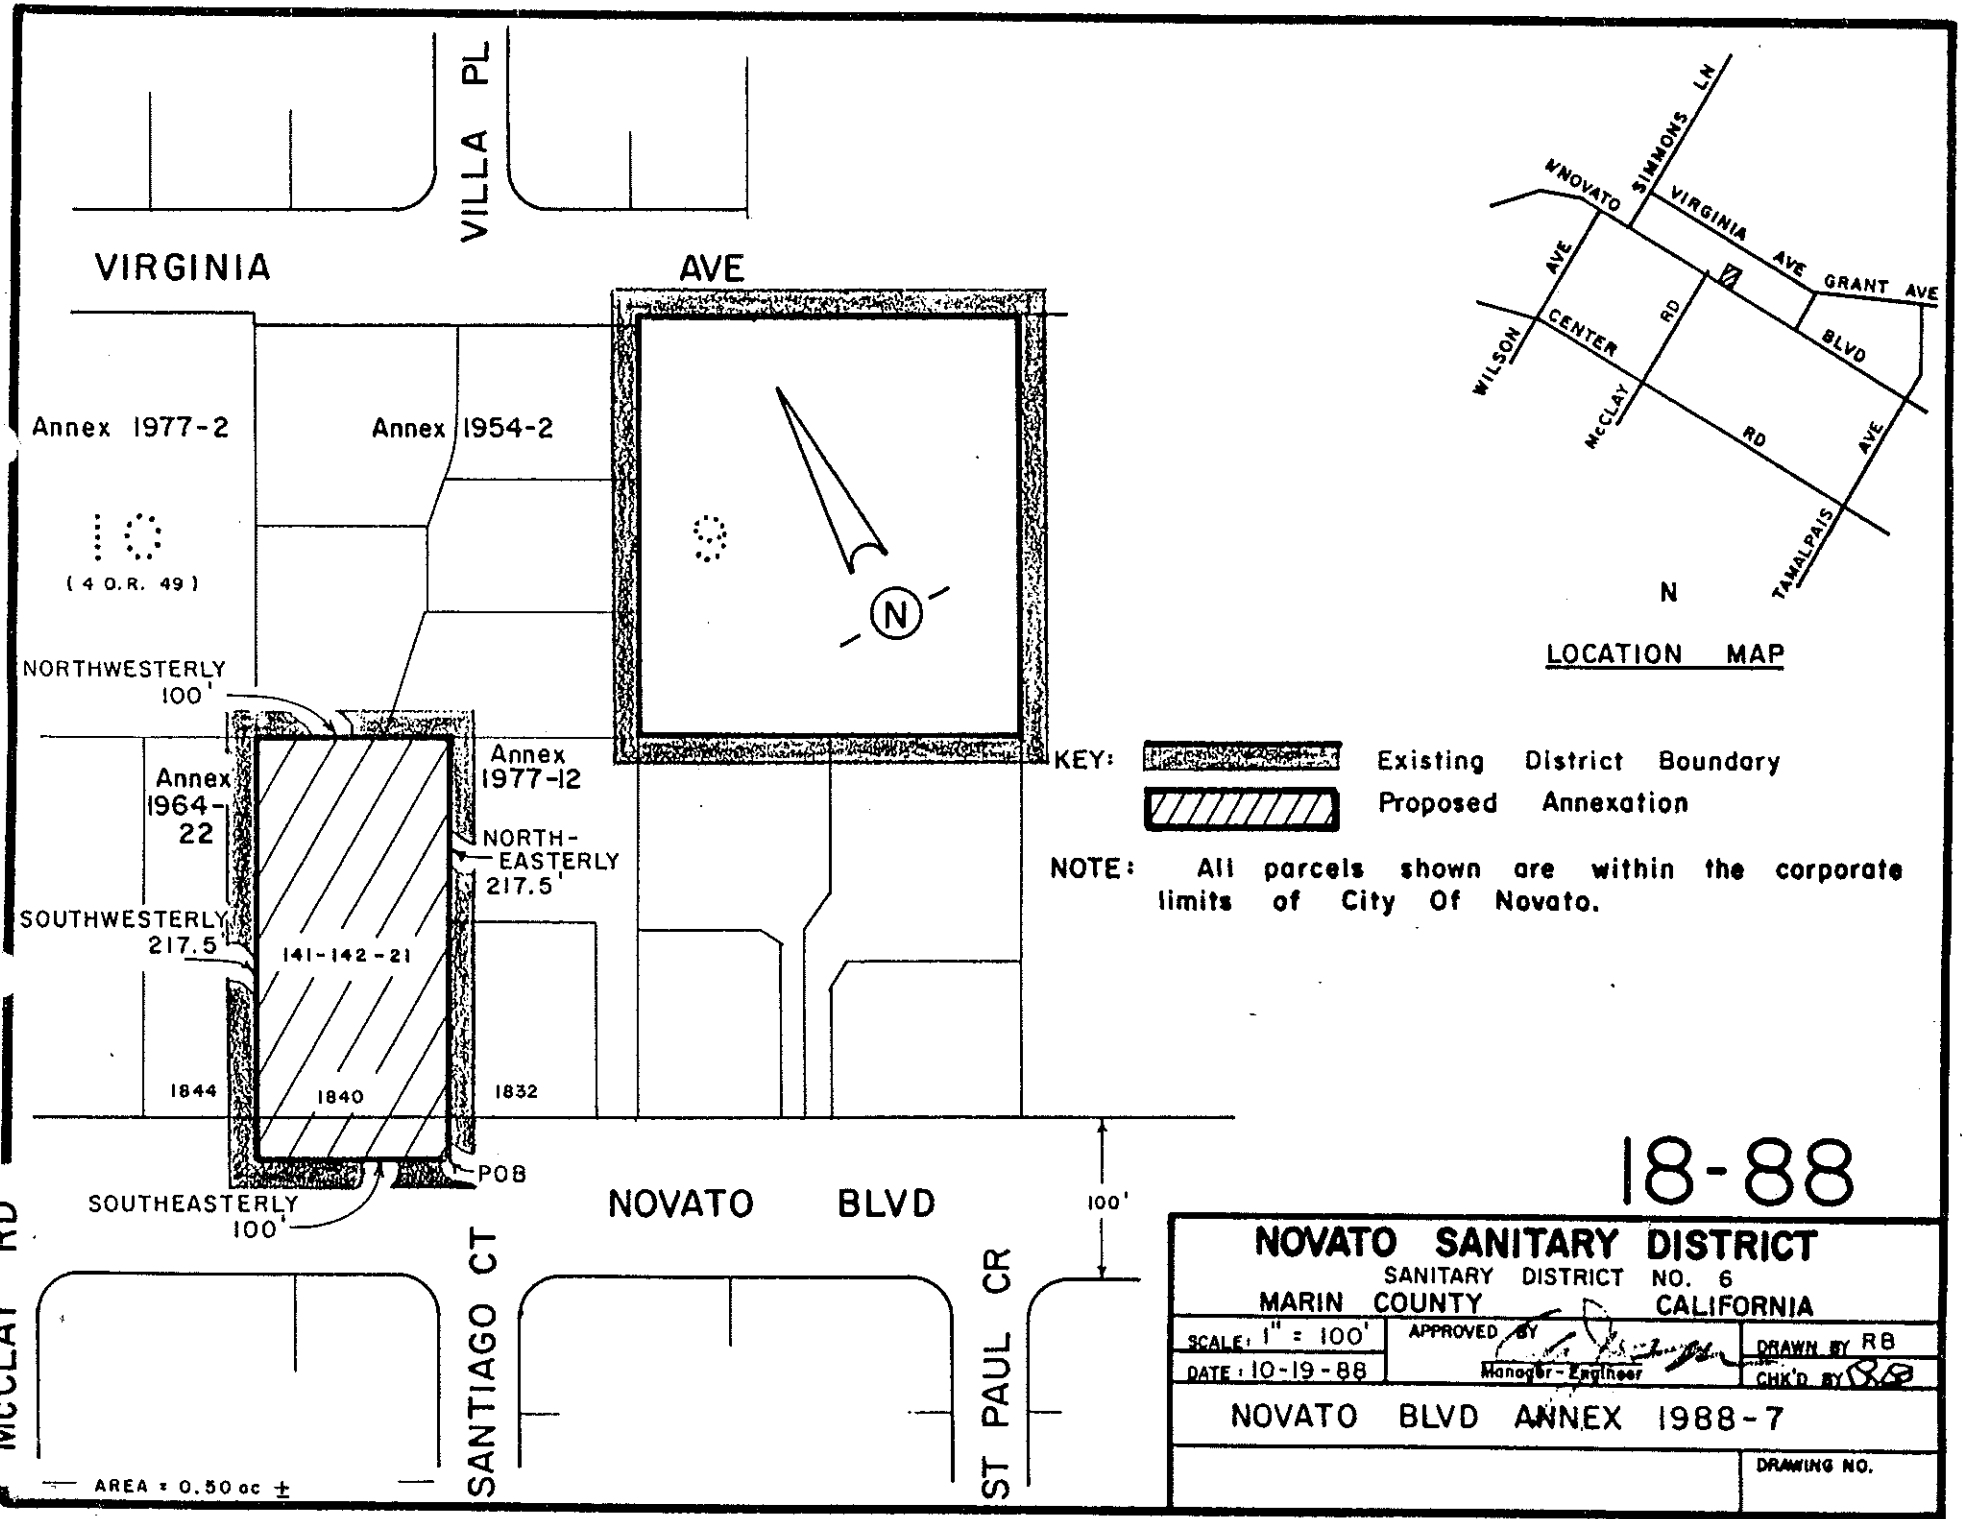 VILLA PL
VIRGINIA AVE
Annex 1977-2
Annex 1954-2
10
(4 O.R. 49)
9
N
NORTHWESTERLY
100'
Annex
1964-
22
Annex
1977-12
NORTH-
EASTERLY
217.5'
SOUTHWESTERLY
217.5'
141-142-21
1844
1840
1832
POB
SOUTHEASTERLY
100'
NOVATO BLVD
100'
McCLAY RD
SANTIAGO CT
ST PAUL CR
AREA = 0.50 ac ±
SIMMONS LN
NOVATO
VIRGINIA AVE
GRANT AVE
AVE
WILSON
CENTER
RD
McCLAY
BLVD
RD
AVE
TAMALPAIS
N
LOCATION MAP
KEY:
Existing District Boundary
Proposed Annexation
NOTE: All parcels shown are within the corporate
limits of City Of Novato.
18-88
NOVATO SANITARY DISTRICT
SANITARY DISTRICT NO. 6
MARIN COUNTY CALIFORNIA
SCALE: 1" = 100'
APPROVED BY
Manager-Engineer
DRAWN BY RB
DATE: 10-19-88
CHK'D BY
NOVATO BLVD ANNEX 1988-7
DRAWING NO.